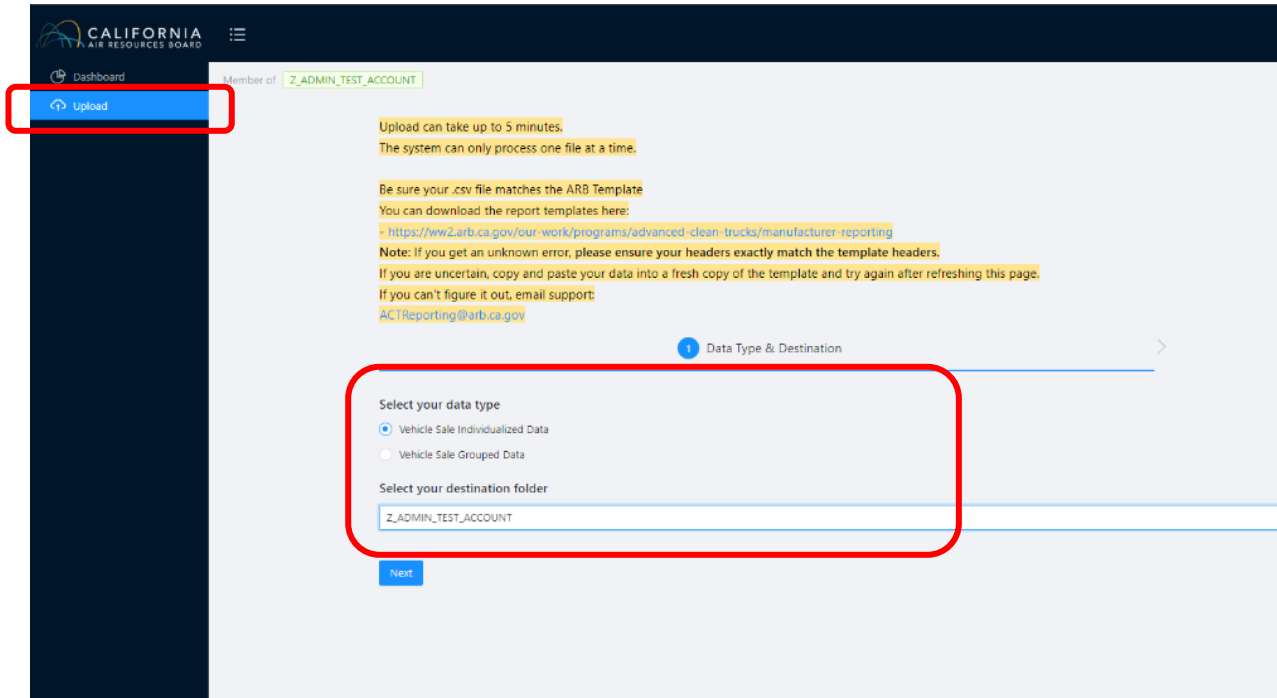 CALIFORNIA
AIR RESOURCES BOARD
Dashboard
Upload
Member of Z_ADMIN_TEST_ACCOUNT
Upload can take up to 5 minutes.
The system can only process one file at a time.
Be sure your .csv file matches the ARB Template
You can download the report templates here:
- https://ww2.arb.ca.gov/our-work/programs/advanced-clean-trucks/manufacturer-reporting
Note: If you get an unknown error, please ensure your headers exactly match the template headers.
If you are uncertain, copy and paste your data into a fresh copy of the template and try again after refreshing this page.
If you can't figure it out, email support:
ACTReporting@arb.ca.gov
1 Data Type & Destination
Select your data type
Vehicle Sale Individualized Data
Vehicle Sale Grouped Data
Select your destination folder
Z_ADMIN_TEST_ACCOUNT
Next